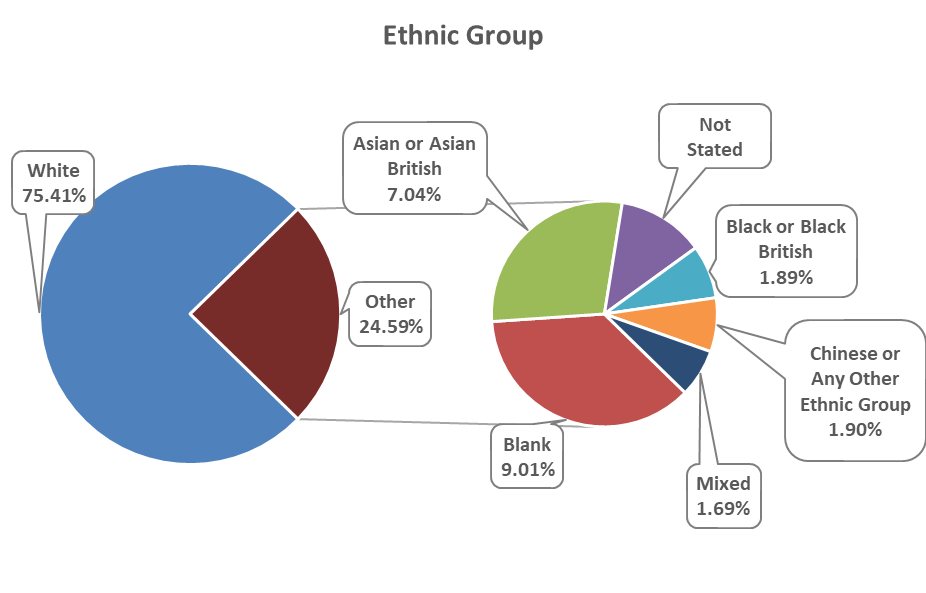 Ethnic Group
White
75.41%
Other
24.59%
Asian or Asian
British
7.04%
Not
Stated
Black or Black
British
1.89%
Chinese or
Any Other
Ethnic Group
1.90%
Mixed
1.69%
Blank
9.01%